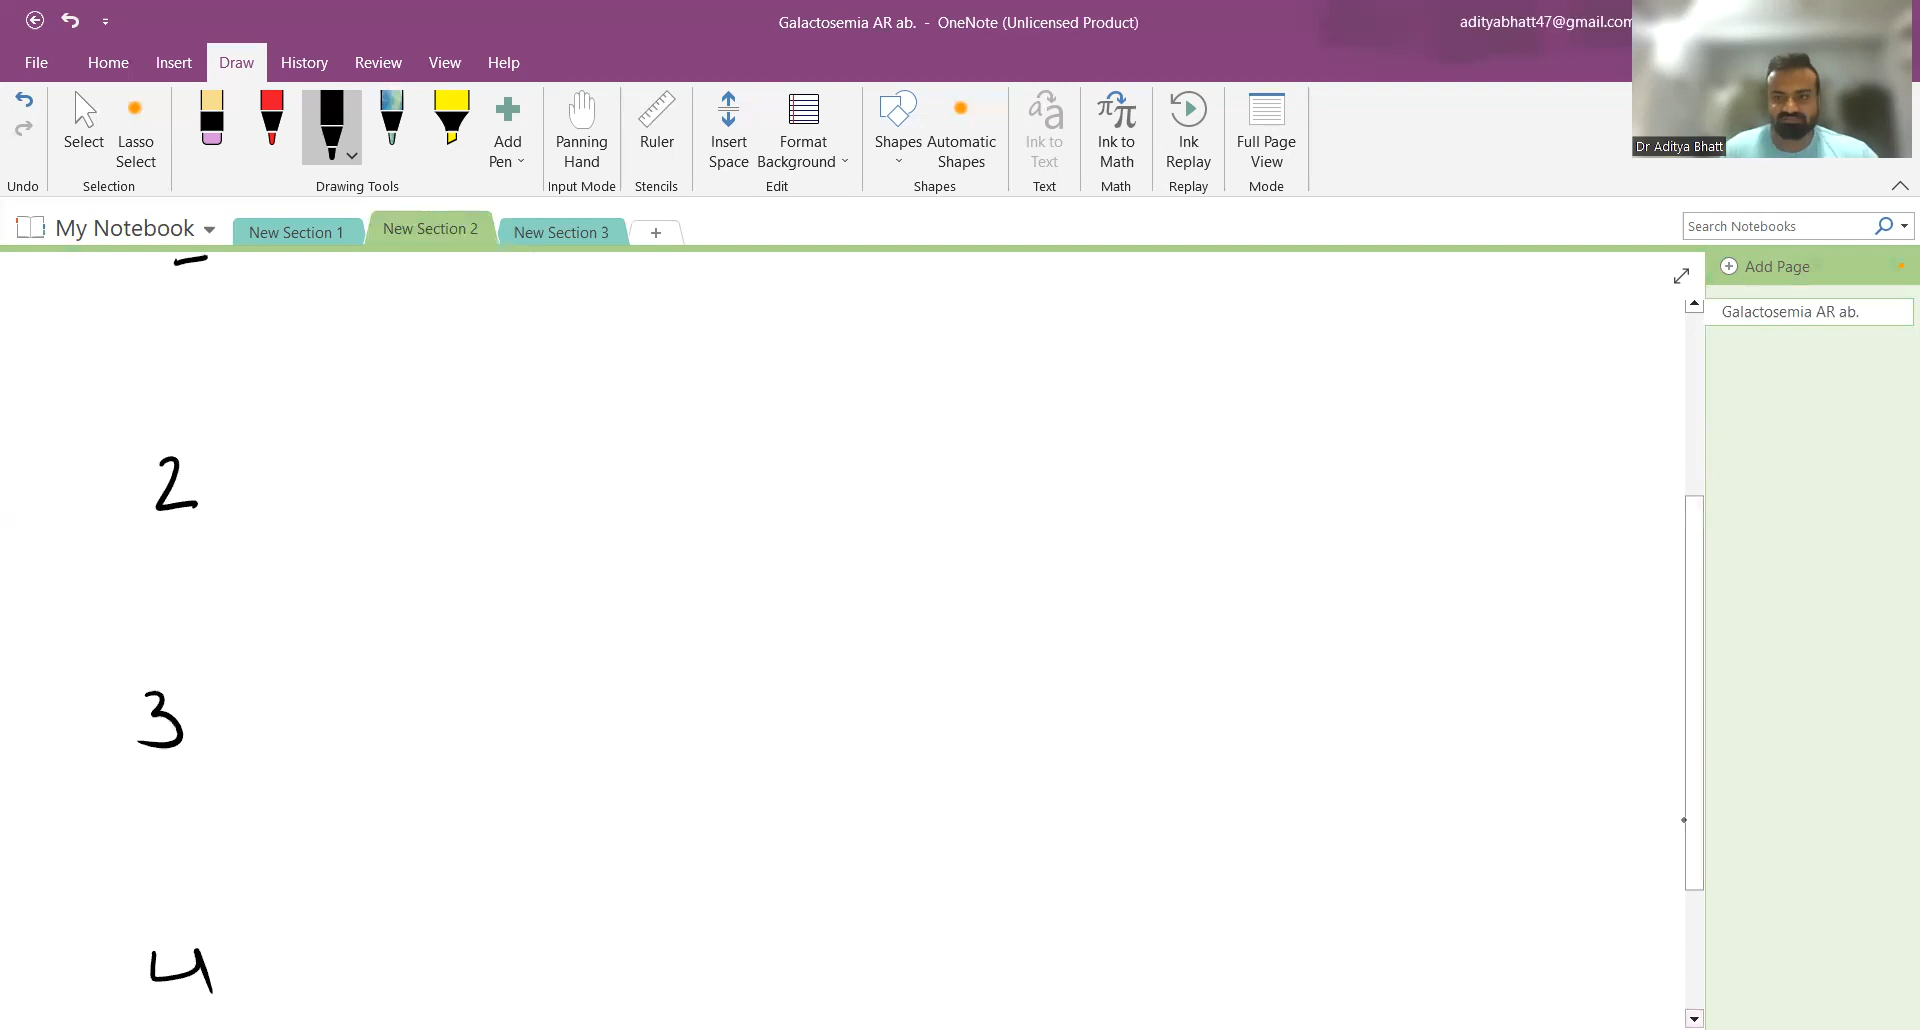 Galactosemia AR ab. - OneNote (Unlicensed Product)
adityabhatt47@gmail.com
File Home Insert Draw History Review View Help
Dr Aditya Bhatt
Undo
Select
Lasso Select
Selection
Drawing Tools
Add Pen
Panning Hand
Input Mode
Ruler
Stencils
Insert Space
Format Background
Edit
Shapes
Automatic Shapes
Shapes
Ink to Text
Text
Ink to Math
Math
Ink Replay
Replay
Full Page View
Mode
My Notebook
New Section 1
New Section 2
New Section 3
+
Search Notebooks
Add Page
Galactosemia AR ab.
2
3
4